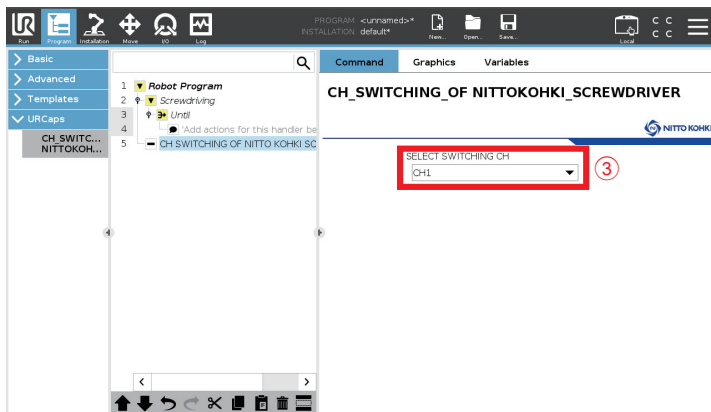 PROGRAM <unnamed>*
INSTALLATION default*
Run
Program
Installation
Move
I/O
Log
New...
Open...
Save...
Local
C C
C C
Basic
Advanced
Templates
URCaps
CH_SWITC...
NITTOKOH...
1 Robot Program
2 Screwdriving
3 Until
4 'Add actions for this handler be
5 CH SWITCHING OF NITTO KOHKI SC
Command
Graphics
Variables
CH_SWITCHING_OF NITTOKOHKI_SCREWDRIVER
NITTO KOHKI
SELECT SWITCHING CH
CH1
③